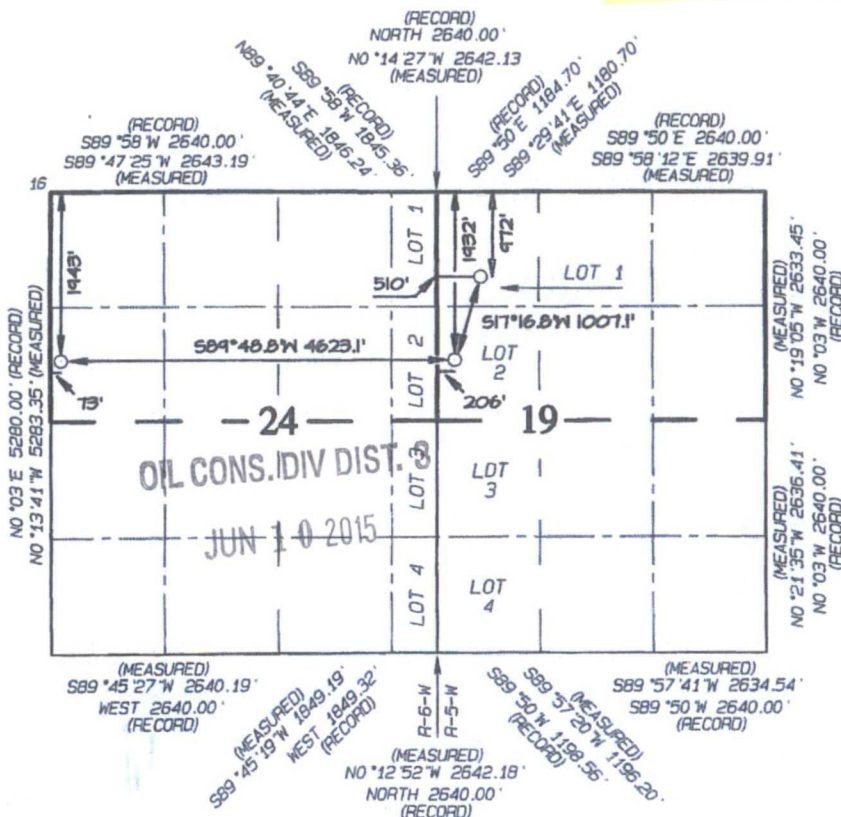 (RECORD)
NORTH 2640.00'
N0°14'27"W 2642.13
(MEASURED)
(RECORD)
S89°58'W 2640.00'
S89°47'25"W 2643.19'
(MEASURED)
(RECORD)
S89°58'W 1845.36'
N89°40'44"E 1846.24'
(MEASURED)
(RECORD)
S89°50'E 1184.70'
S89°29'41"E 1180.70'
(MEASURED)
(RECORD)
S89°50'E 2640.00'
S89°58'12"E 2639.91'
(MEASURED)
16
1943'
LOT 1
1932'
972'
510'
LOT 1
S17°16.8'W 1007.1'
S89°48.8'W 4623.1'
LOT 2
LOT
2
73'
206'
24
19
N0°03'E 5280.00' (RECORD)
N0°13'41"W 5283.35' (MEASURED)
(MEASURED)
N0°19'05"W 2633.45'
N0°03'W 2640.00'
(RECORD)
OIL CONS. DIV DIST. 3
JUN 10 2015
LOT 3
LOT
3
LOT 4
LOT
4
(MEASURED)
N0°21'35"W 2636.41'
N0°03'W 2640.00'
(RECORD)
R-6-W
R-5-W
(MEASURED)
S89°45'27"W 2640.19'
WEST 2640.00'
(RECORD)
(MEASURED)
S89°45'19"W 1849.19'
WEST 1849.32'
(RECORD)
(MEASURED)
N0°12'52"W 2642.18'
NORTH 2640.00'
(RECORD)
(MEASURED)
S89°57'20"W 1196.20'
S89°50'W 1198.56'
(RECORD)
(MEASURED)
S89°57'41"W 2634.54'
S89°50'W 2640.00'
(RECORD)